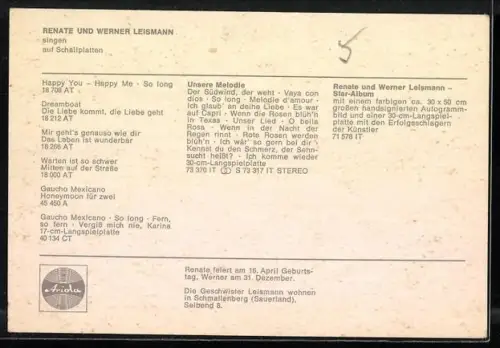 RENATE UND WERNER LEISMANN
singen
auf Schallplatten
5
Happy You – Happy Me · So long
18 706 AT
Dreamboat
Die Liebe kommt, die Liebe geht
18 212 AT
Mir geht's genauso wie dir
Das Leben ist wunderbar
18 266 AT
Warten ist so schwer
Mitten auf der Straße
18 000 AT
Gaucho Mexicano
Honeymoon für zwei
45 450 A
Gaucho Mexicano · So long · Fern,
so fern · Vergiß mich nie, Karina
17-cm-Langspielplatte
40 134 CT
Unsere Melodie
Der Südwind, der weht · Vaya con
dios · So long · Melodie d'amour ·
Ich glaub' an deine Liebe · Es war
auf Capri · Wenn die Rosen blüh'n
in Texas · Unser Lied · O bella
Rosa · Wenn in der Nacht der
Regen rinnt · Rote Rosen werden
blüh'n · Ich wär' so gern bei dir ·
Kennst du den Schmerz, der Sehn-
sucht heißt? · Ich komme wieder
30-cm-Langspielplatte
73 370 IT S 73 317 IT STEREO
Renate und Werner Leismann –
Star-Album
mit einem farbigen ca. 30 x 50 cm
großen handsignierten Autogramm-
bild und einer 30-cm-Langspiel-
platte mit den Erfolgsschlagern
der Künstler
71 576 IT
Ariola
Renate feiert am 16. April Geburts-
tag, Werner am 31. Dezember.
Die Geschwister Leismann wohnen
in Schmallenberg (Sauerland),
Selbend 8.